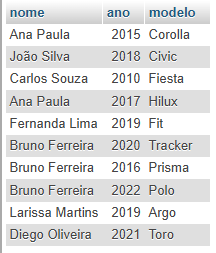 nome ano modelo
Ana Paula 2015 Corolla
João Silva 2018 Civic
Carlos Souza 2010 Fiesta
Ana Paula 2017 Hilux
Fernanda Lima 2019 Fit
Bruno Ferreira 2020 Tracker
Bruno Ferreira 2016 Prisma
Bruno Ferreira 2022 Polo
Larissa Martins 2019 Argo
Diego Oliveira 2021 Toro